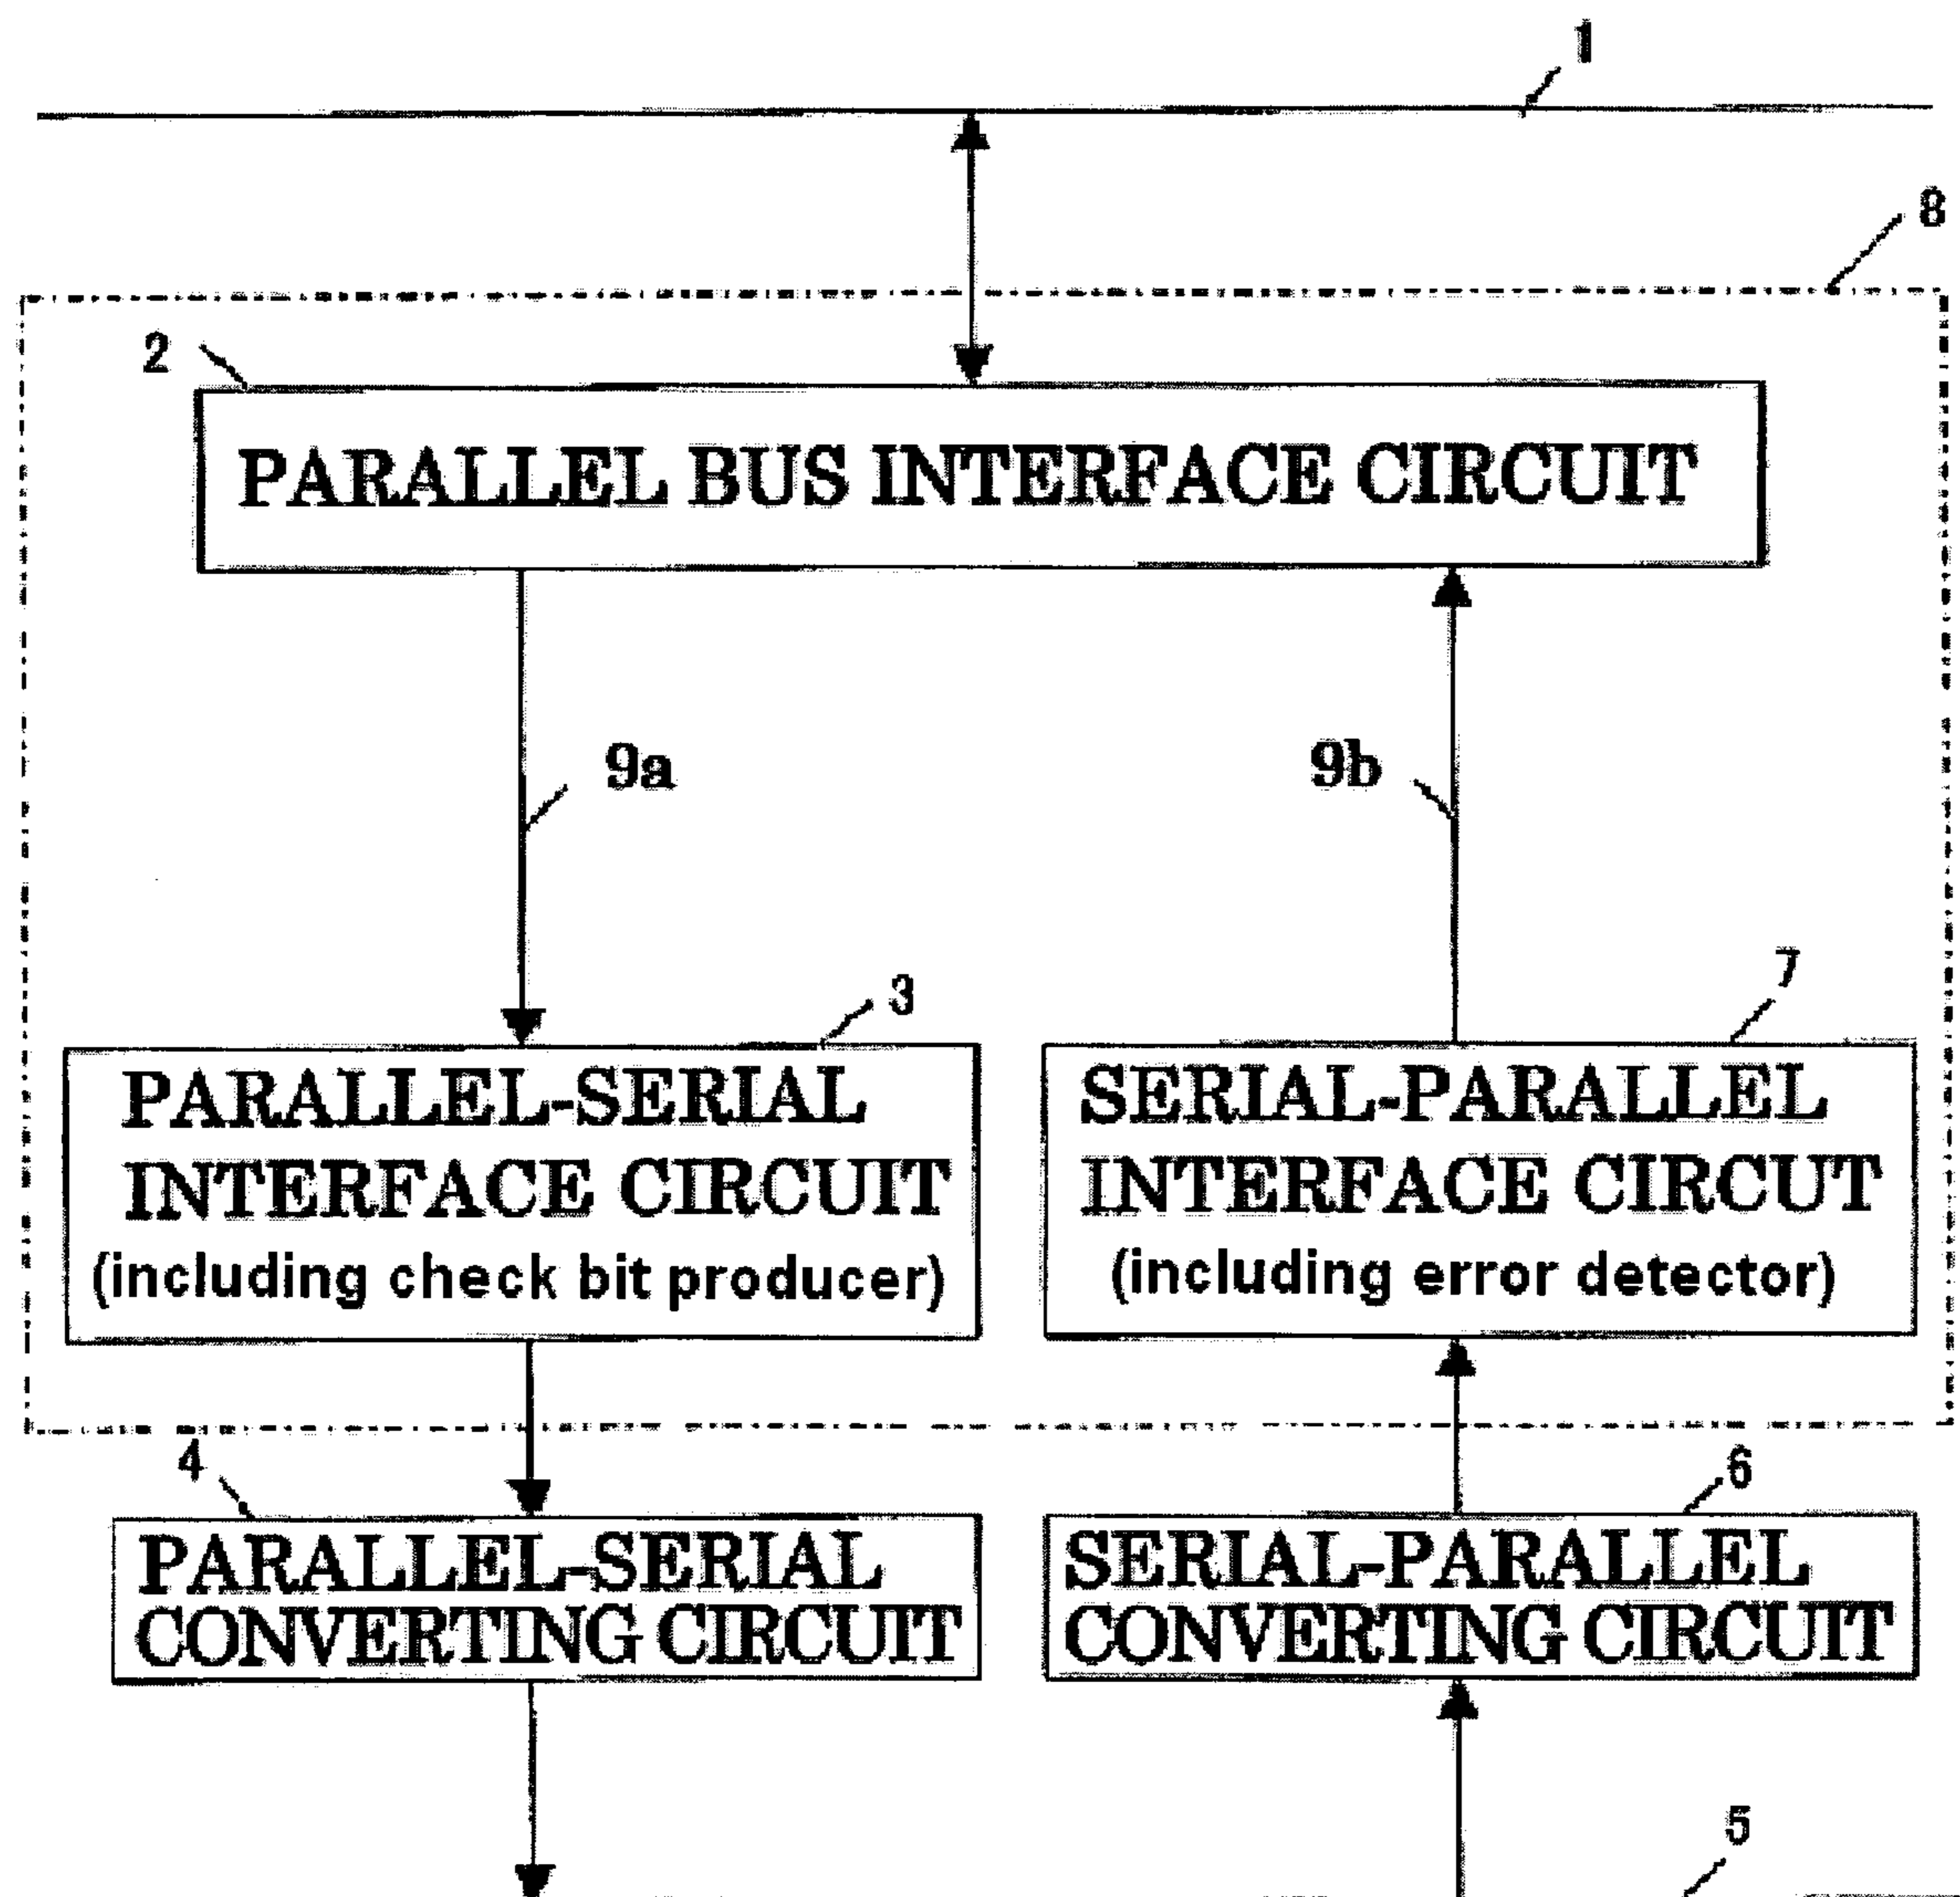 1
8
2
PARALLEL BUS INTERFACE CIRCUIT
9a
9b
3
7
PARALLEL-SERIAL
INTERFACE CIRCUIT
(including check bit producer)
SERIAL-PARALLEL
INTERFACE CIRCUT
(including error detector)
4
6
PARALLEL-SERIAL
CONVERTING CIRCUIT
SERIAL-PARALLEL
CONVERTING CIRCUIT
5